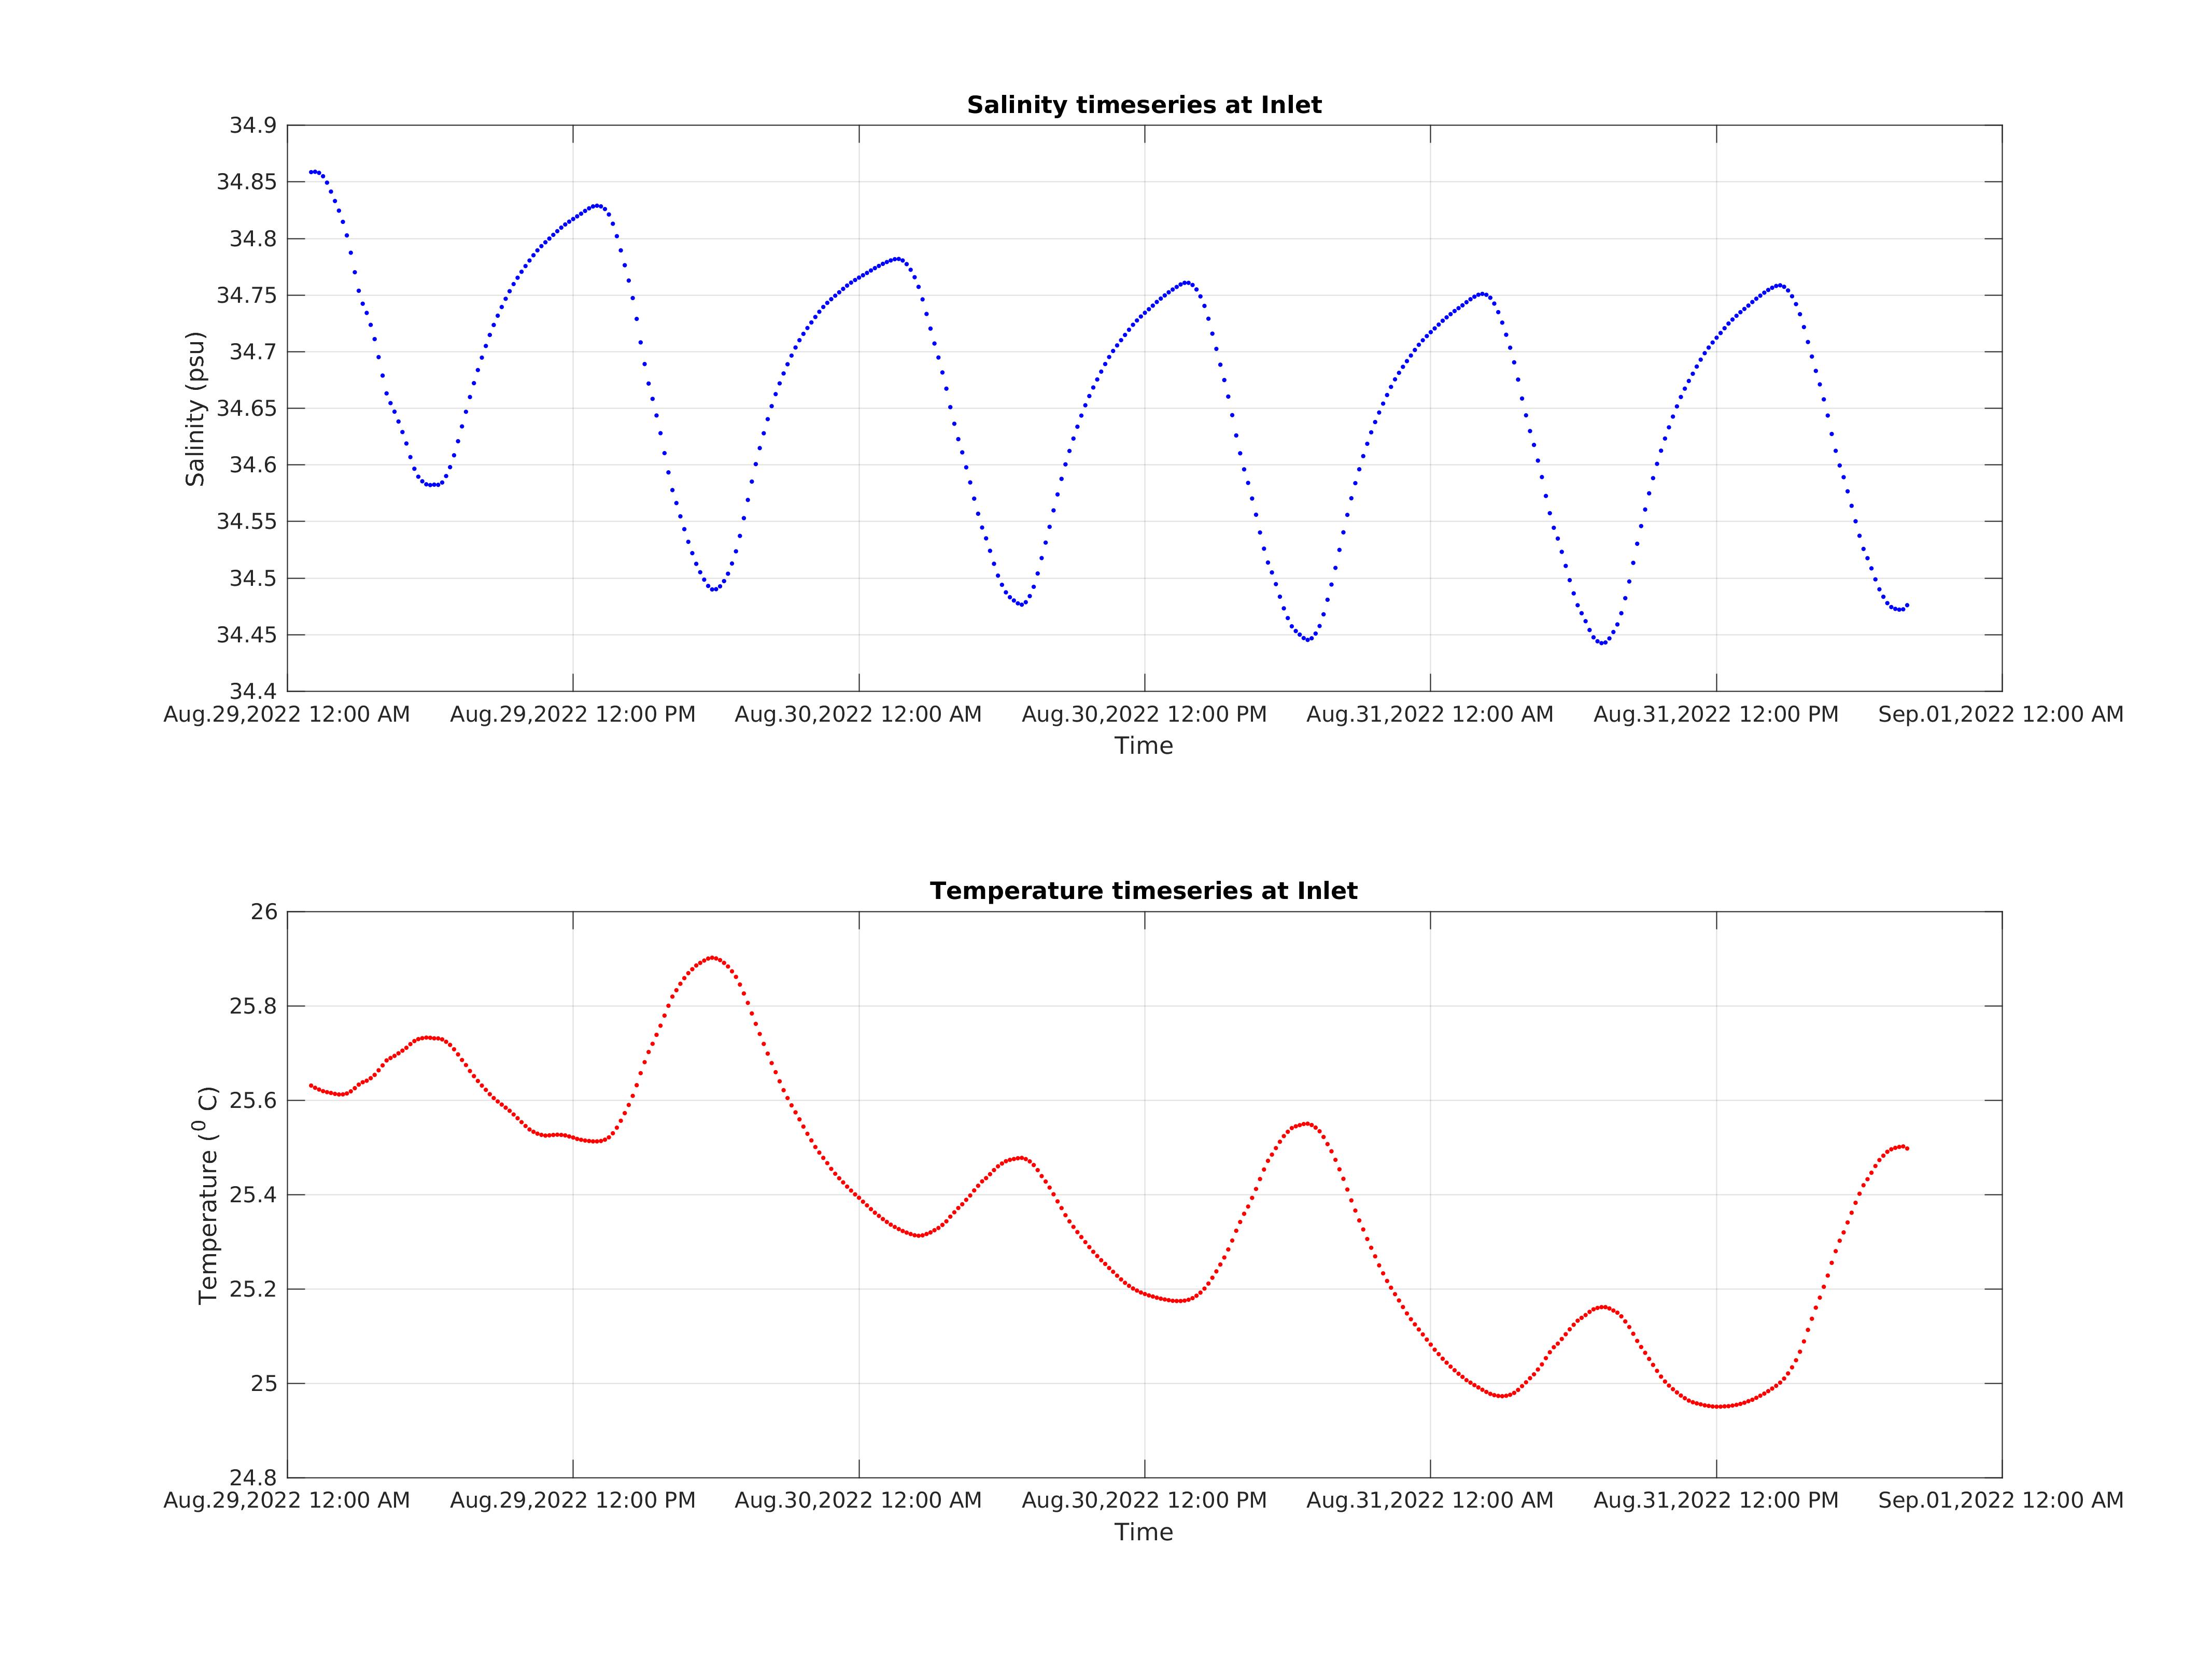 Salinity timeseries at Inlet
34.9
34.85
34.8
34.75
34.7
34.65
34.6
34.55
34.5
34.45
34.4
Salinity (psu)
Aug.29,2022 12:00 AM Aug.29,2022 12:00 PM Aug.30,2022 12:00 AM Aug.30,2022 12:00 PM Aug.31,2022 12:00 AM Aug.31,2022 12:00 PM Sep.01,2022 12:00 AM
Time
Temperature timeseries at Inlet
26
25.8
25.6
25.4
25.2
25
24.8
Temperature (⁰ C)
Aug.29,2022 12:00 AM Aug.29,2022 12:00 PM Aug.30,2022 12:00 AM Aug.30,2022 12:00 PM Aug.31,2022 12:00 AM Aug.31,2022 12:00 PM Sep.01,2022 12:00 AM
Time